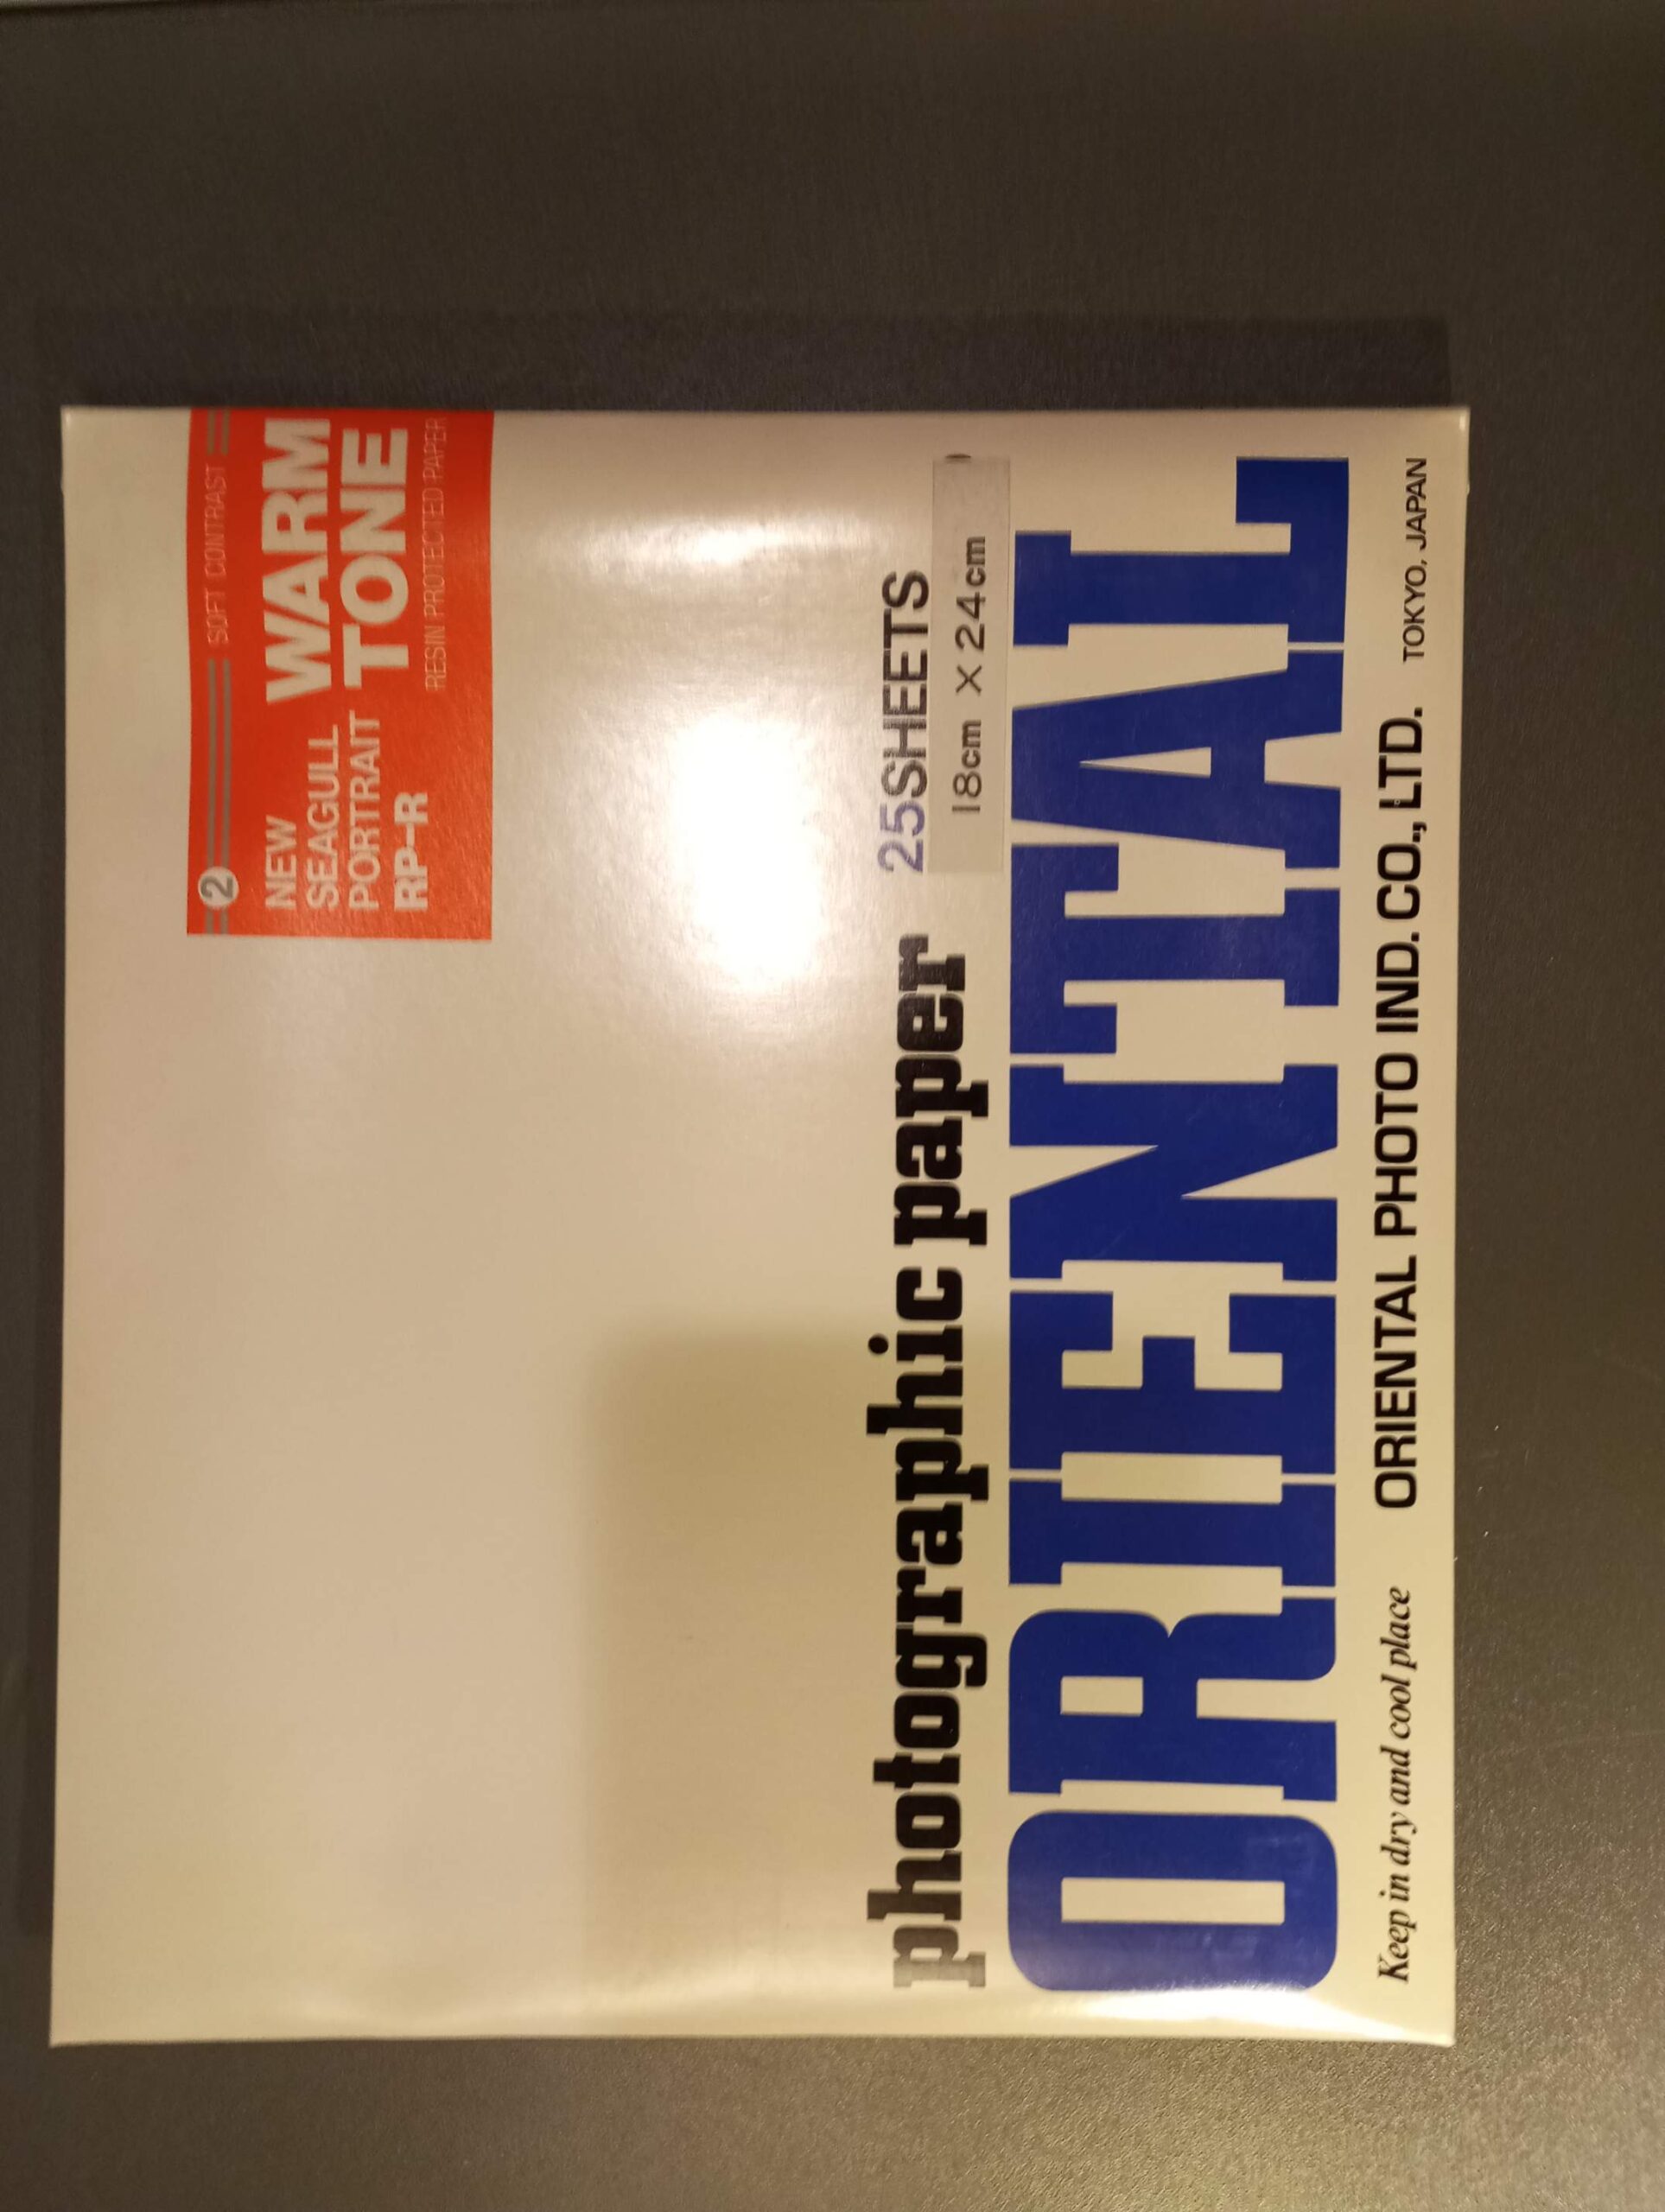 ② SOFT CONTRAST
NEW
SEAGULL
PORTRAIT
RP-R
WARM
TONE
RESIN PROTECTED PAPER
photographic paper
25SHEETS
18cm × 24cm
ORIENTAL
Keep in dry and cool place ORIENTAL PHOTO IND. CO., LTD. TOKYO, JAPAN